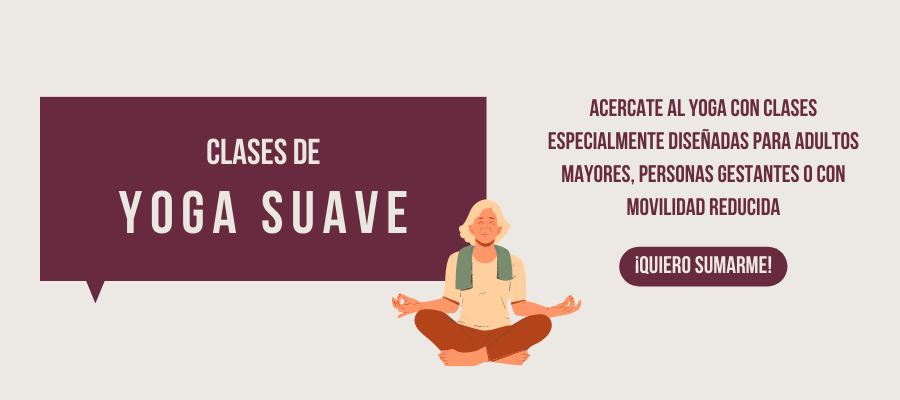 CLASES DE
YOGA SUAVE
ACERCATE AL YOGA CON CLASES
ESPECIALMENTE DISEÑADAS PARA ADULTOS
MAYORES, PERSONAS GESTANTES O CON
MOVILIDAD REDUCIDA
¡QUIERO SUMARME!